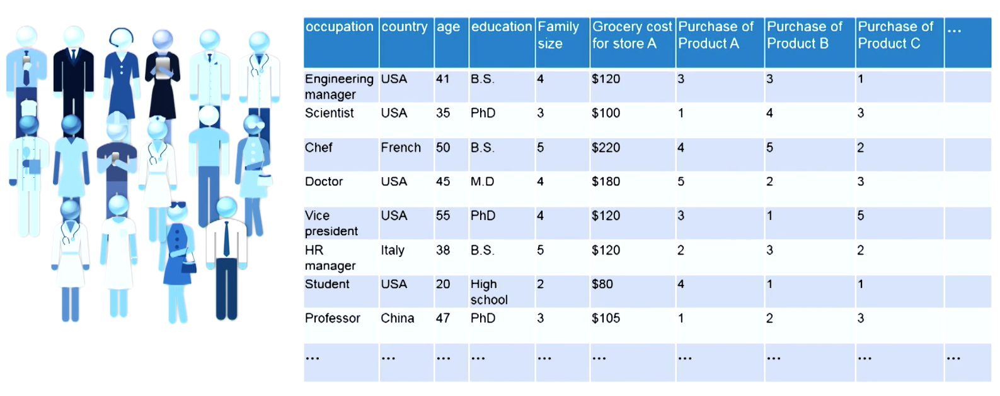 occupation country age education Family size Grocery cost for store A Purchase of Product A Purchase of Product B Purchase of Product C ...
Engineering manager USA 41 B.S. 4 $120 3 3 1
Scientist USA 35 PhD 3 $100 1 4 3
Chef French 50 B.S. 5 $220 4 5 2
Doctor USA 45 M.D 4 $180 5 2 3
Vice president USA 55 PhD 4 $120 3 1 5
HR manager Italy 38 B.S. 5 $120 2 3 2
Student USA 20 High school 2 $80 4 1 1
Professor China 47 PhD 3 $105 1 2 3
... ... ... ... ... ... ... ... ... ...